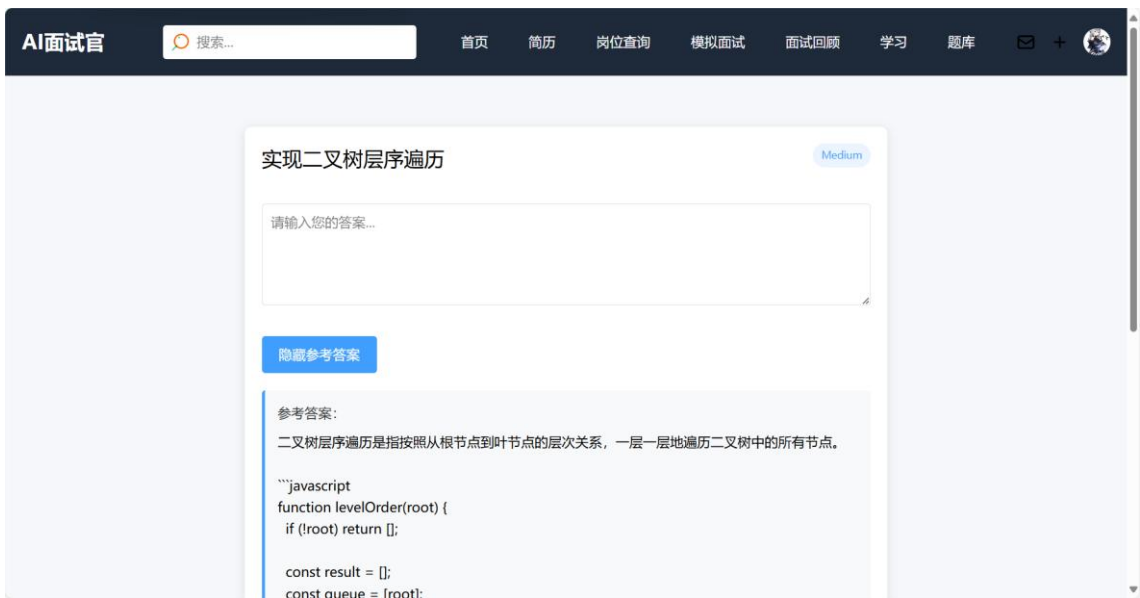 AI面试官 搜索... 首页 简历 岗位查询 模拟面试 面试回顾 学习 题库
实现二叉树层序遍历 Medium
请输入您的答案...
隐藏参考答案
参考答案：
二叉树层序遍历是指按照从根节点到叶节点的层次关系，一层一层地遍历二叉树中的所有节点。
```javascript
function levelOrder(root) {
if (!root) return [];
const result = [];
const queue = [root];